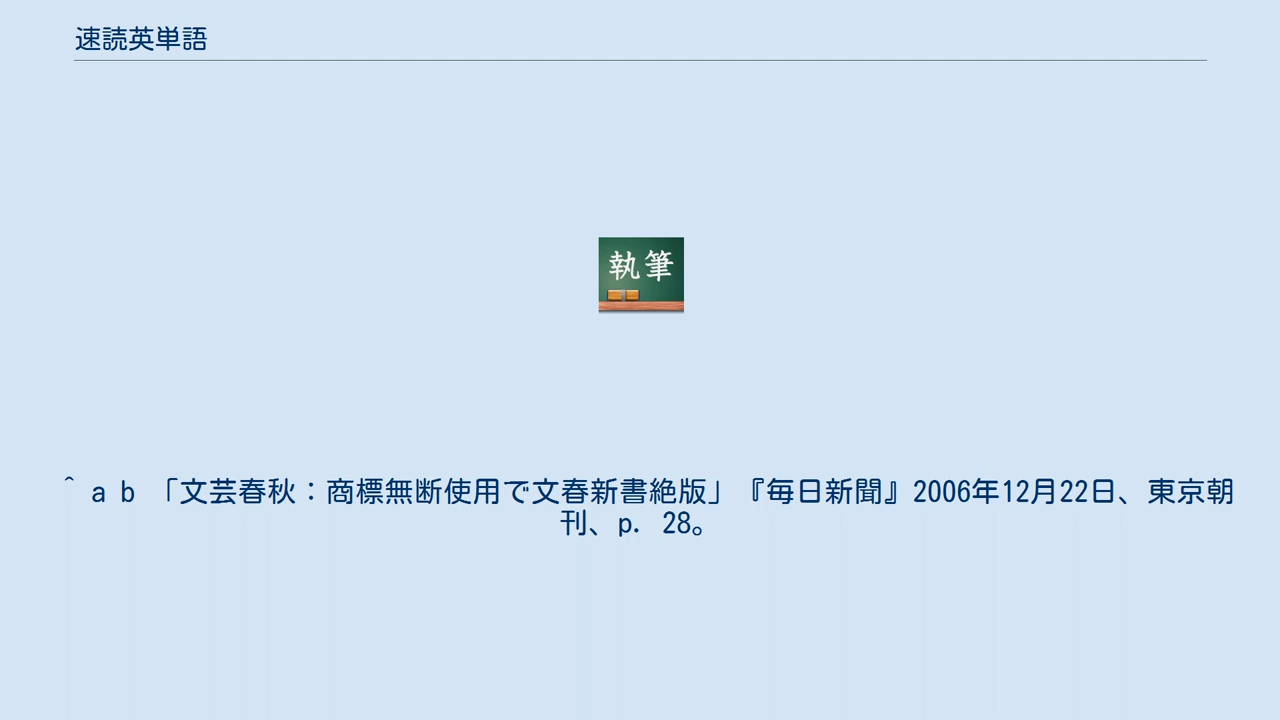 速読英単語
執筆
^ a b 「文芸春秋：商標無断使用で文春新書絶版」『毎日新聞』2006年12月22日、東京朝
刊、p. 28。